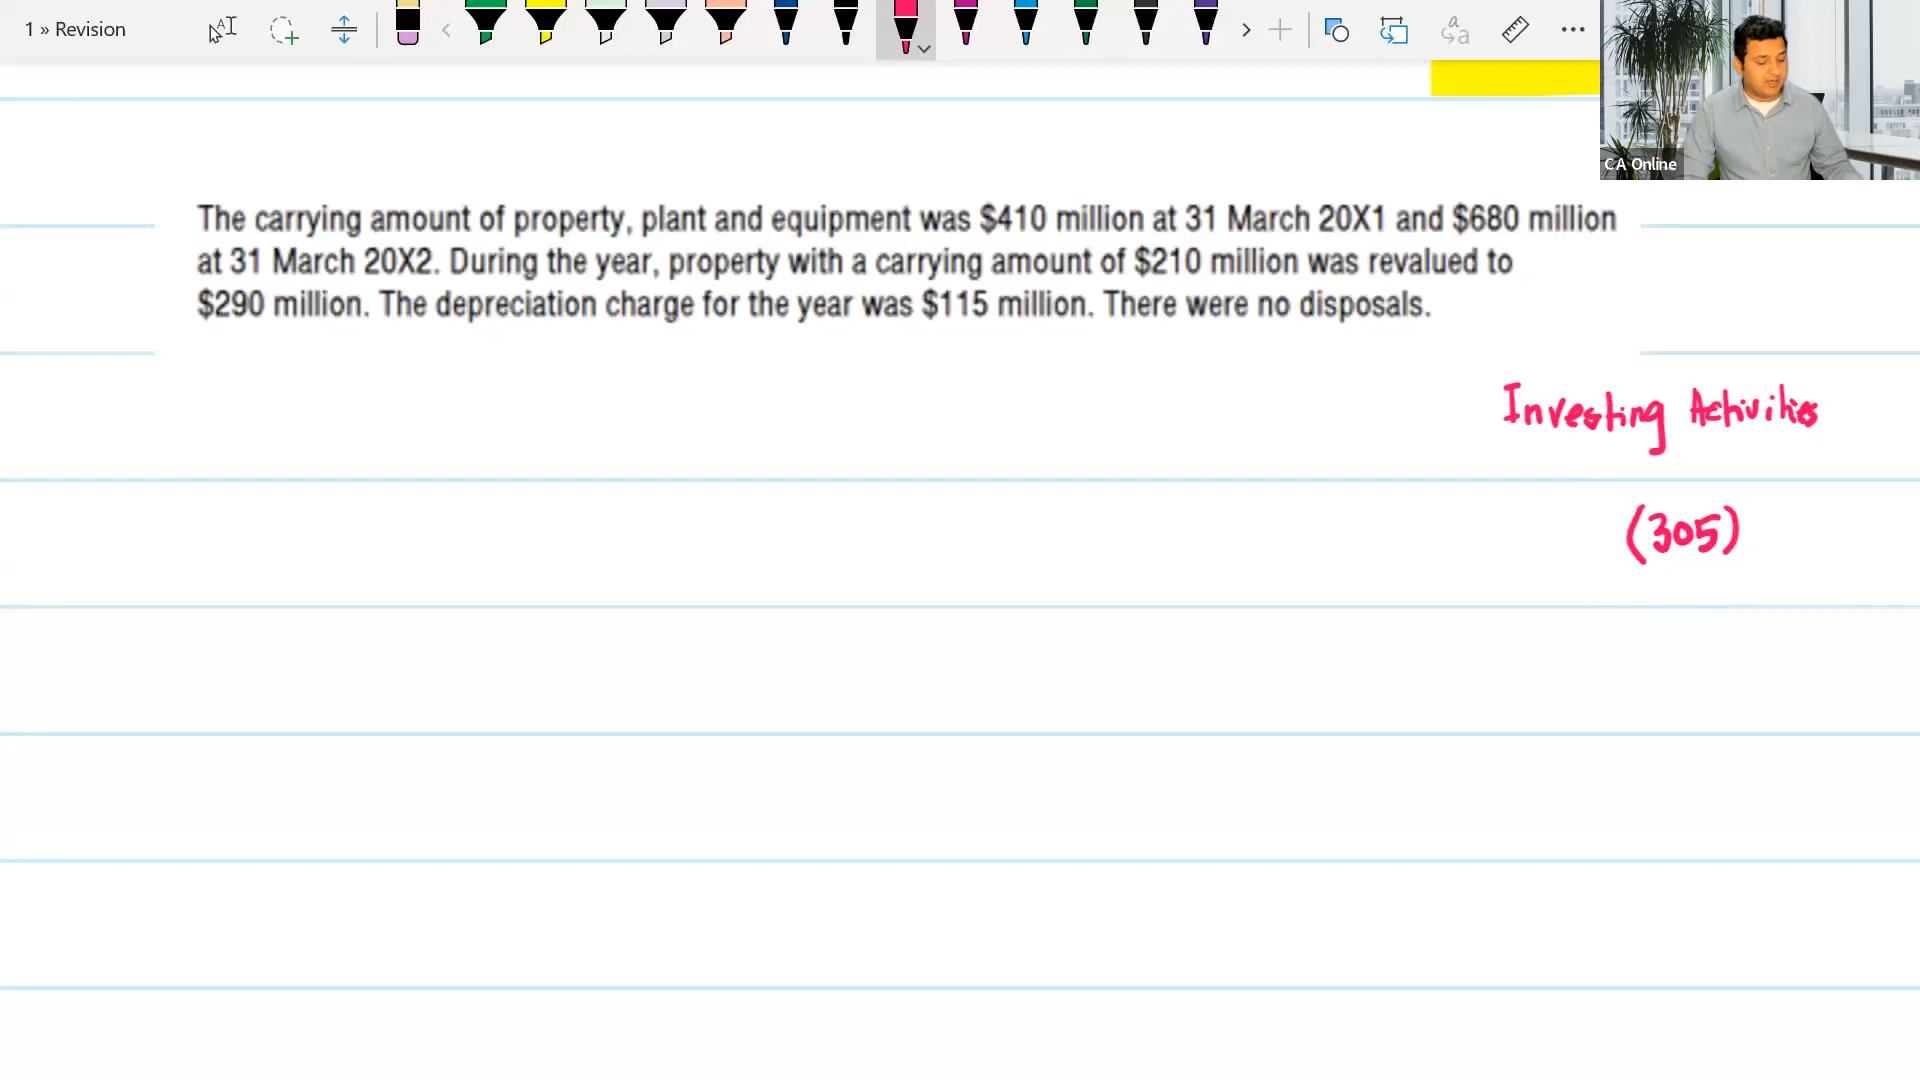 1 » Revision
C A Online
The carrying amount of property, plant and equipment was $410 million at 31 March 20X1 and $680 million
at 31 March 20X2. During the year, property with a carrying amount of $210 million was revalued to
$290 million. The depreciation charge for the year was $115 million. There were no disposals.
Investing Activities
(305)